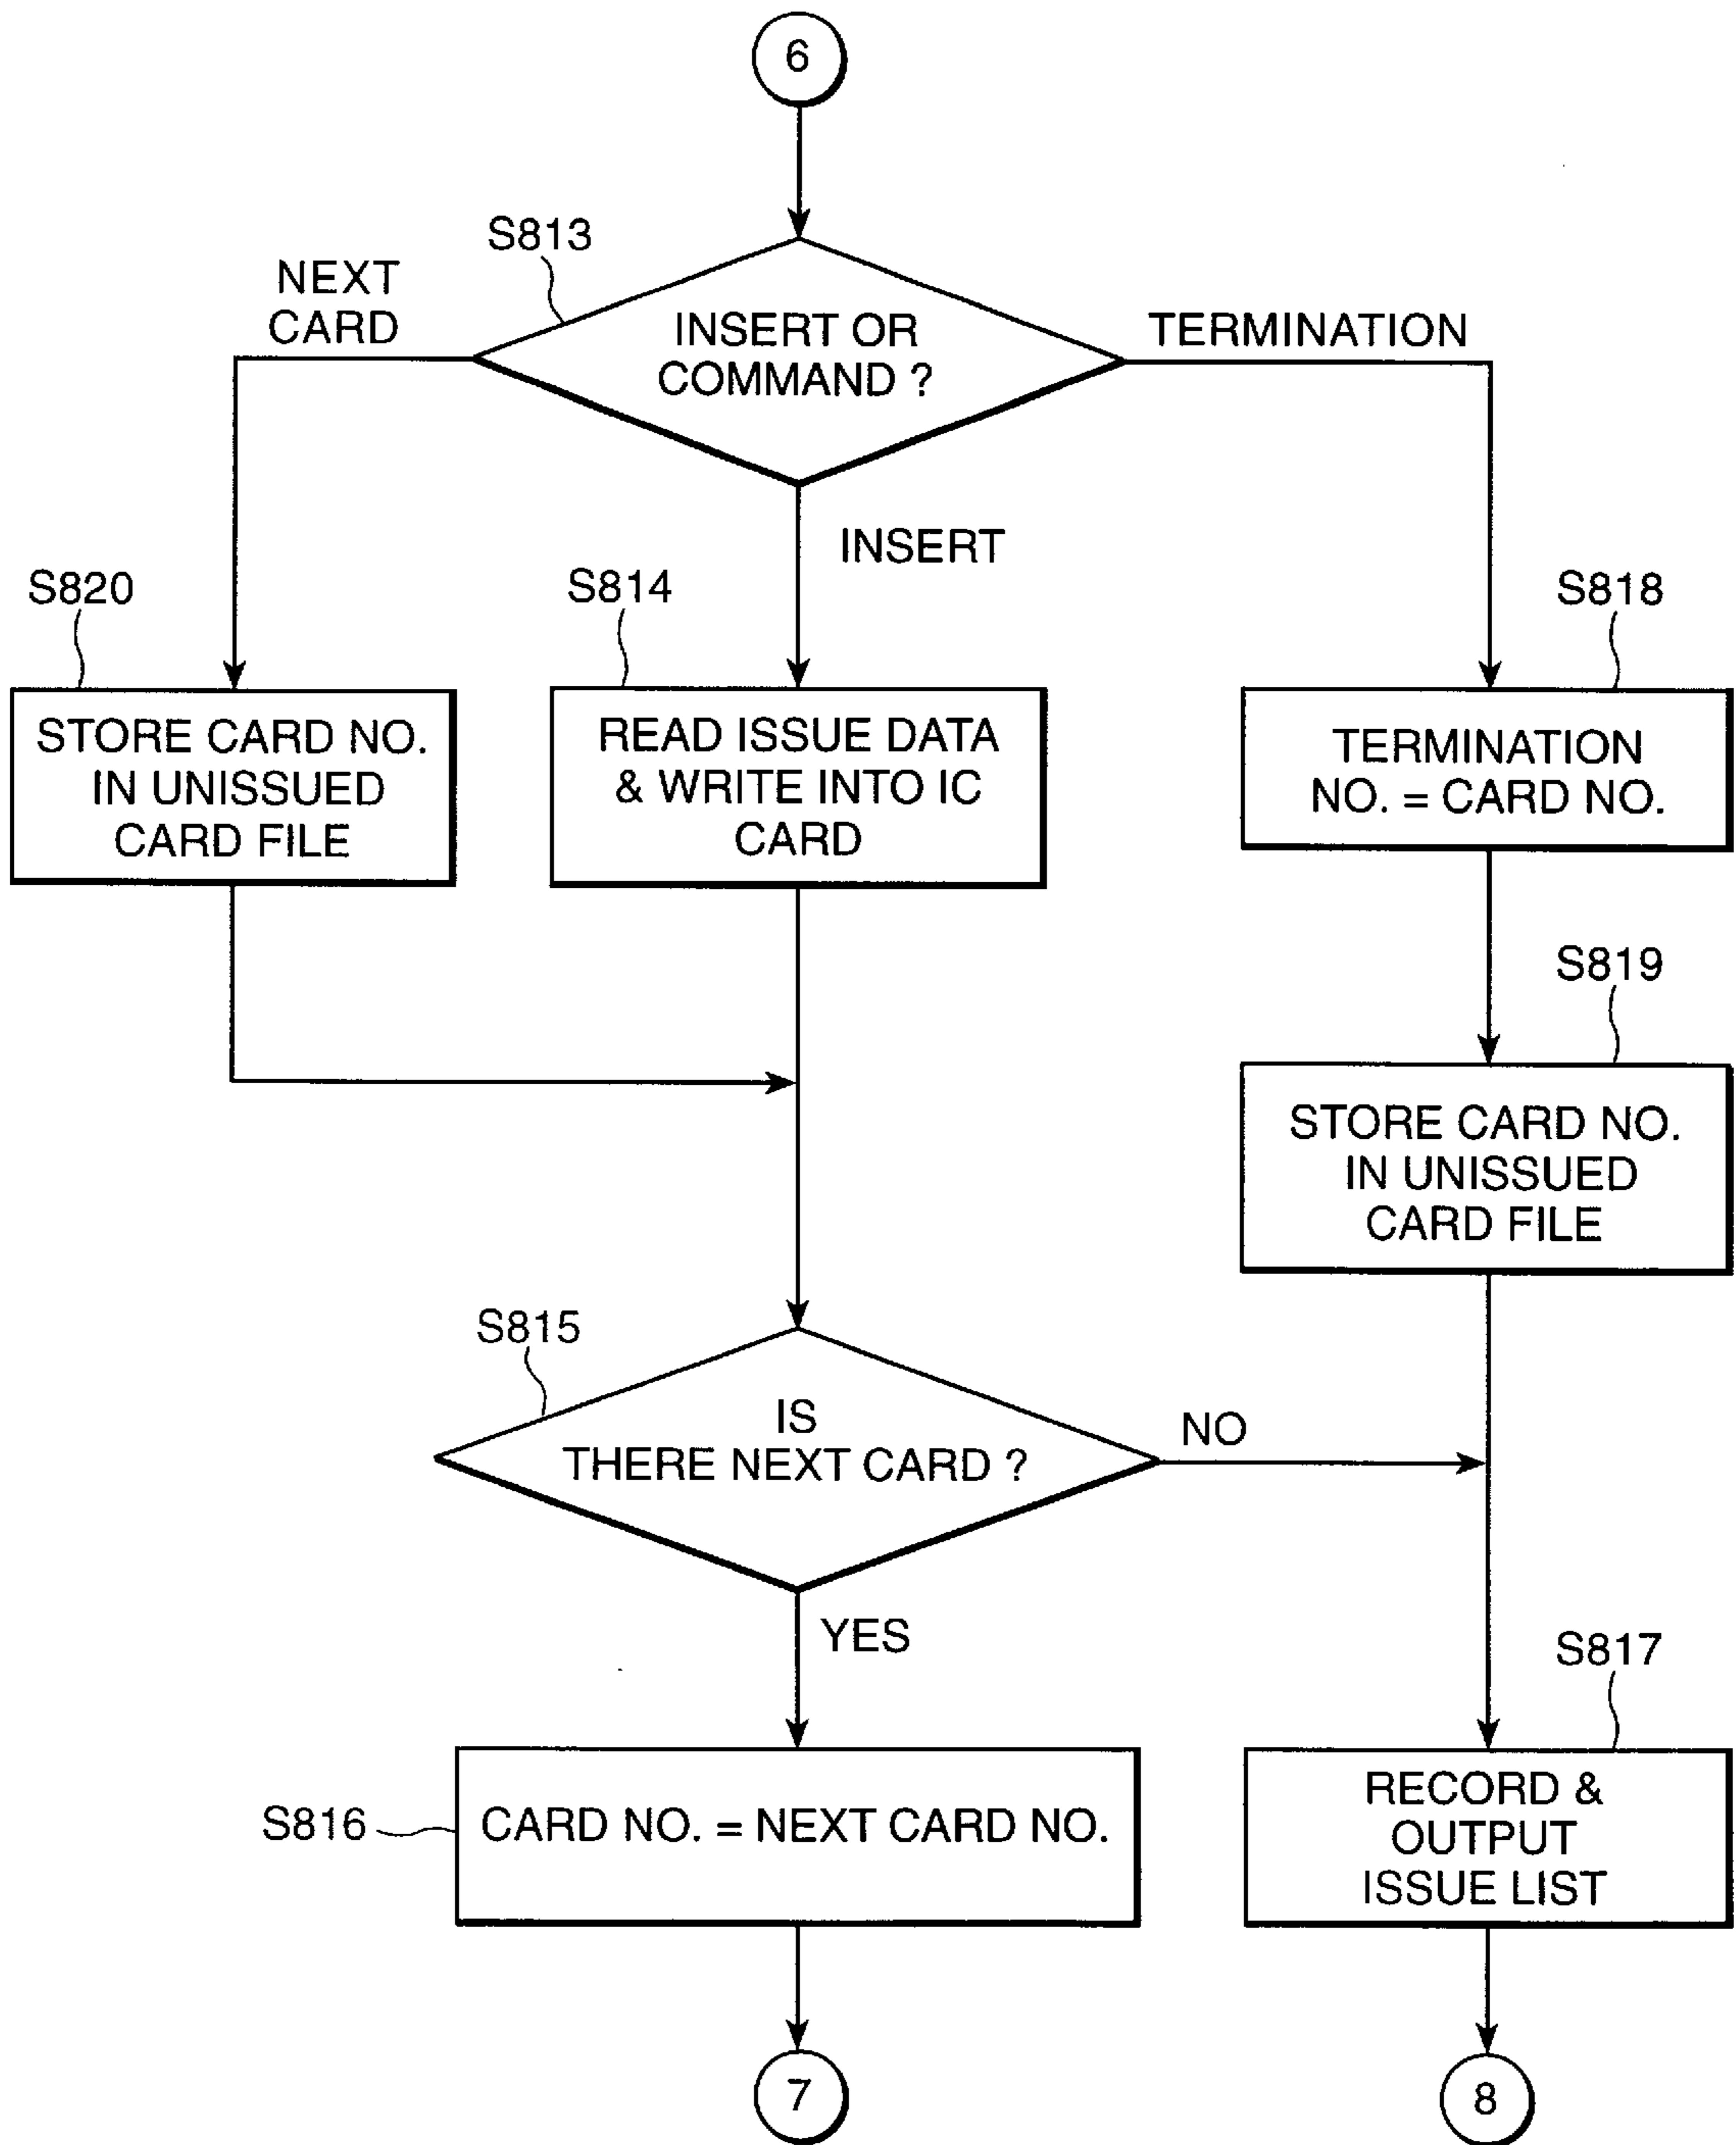 6
S813
NEXT
CARD
INSERT OR
COMMAND ?
TERMINATION
INSERT
S820
S814
S818
STORE CARD NO.
IN UNISSUED
CARD FILE
READ ISSUE DATA
& WRITE INTO IC
CARD
TERMINATION
NO. = CARD NO.
S819
STORE CARD NO.
IN UNISSUED
CARD FILE
S815
IS
THERE NEXT CARD ?
NO
YES
S817
S816
CARD NO. = NEXT CARD NO.
RECORD &
OUTPUT
ISSUE LIST
7
8